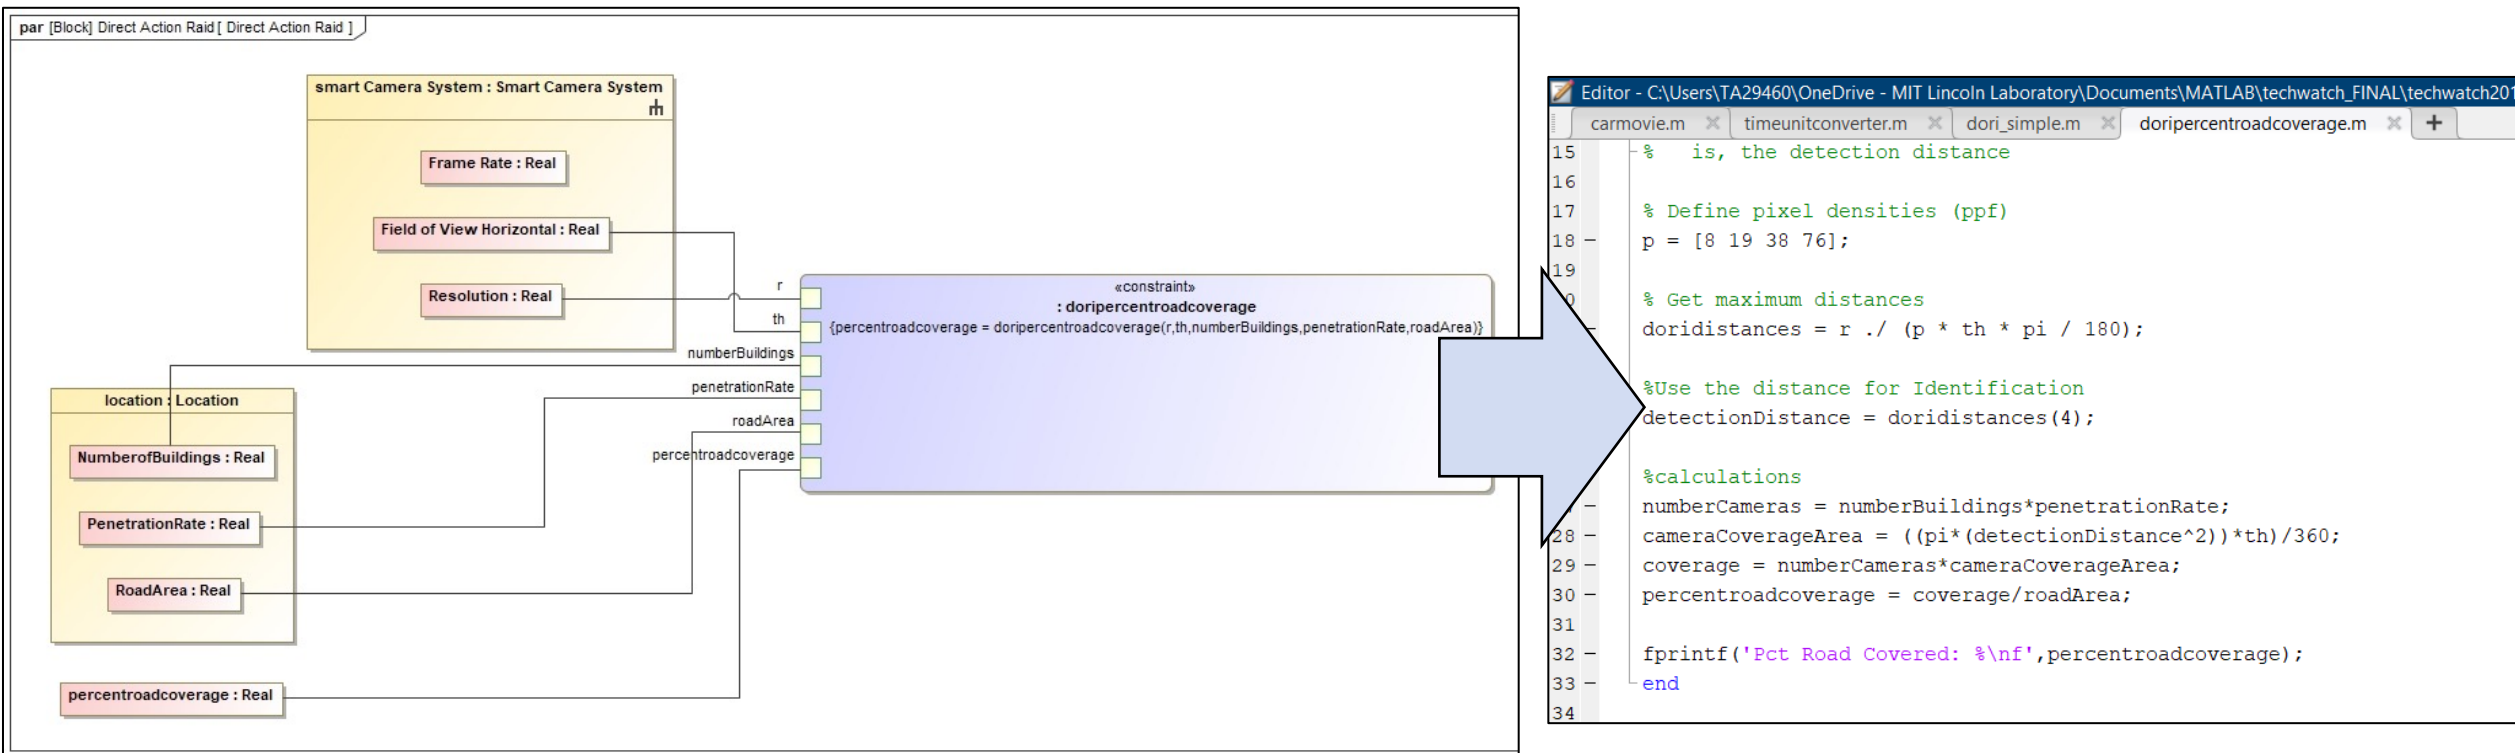 par [Block] Direct Action Raid [ Direct Action Raid ]
smart Camera System : Smart Camera System
Frame Rate : Real
Field of View Horizontal : Real
Resolution : Real
r
th
numberBuildings
penetrationRate
roadArea
percentroadcoverage
«constraint»
: doripercentroadcoverage
{percentroadcoverage = doripercentroadcoverage(r,th,numberBuildings,penetrationRate,roadArea)}
location : Location
NumberofBuildings : Real
PenetrationRate : Real
RoadArea : Real
percentroadcoverage : Real
Editor - C:\Users\TA29460\OneDrive - MIT Lincoln Laboratory\Documents\MATLAB\techwatch_FINAL\techwatch201
carmovie.m × timeunitconverter.m × dori_simple.m × doripercentroadcoverage.m × +
15 % is, the detection distance
16
17 % Define pixel densities (ppf)
18 – p = [8 19 38 76];
19
0 % Get maximum distances
– doridistances = r ./ (p * th * pi / 180);
%Use the distance for Identification
detectionDistance = doridistances(4);
%calculations
– numberCameras = numberBuildings*penetrationRate;
28 – cameraCoverageArea = ((pi*(detectionDistance^2))*th)/360;
29 – coverage = numberCameras*cameraCoverageArea;
30 – percentroadcoverage = coverage/roadArea;
31
32 – fprintf('Pct Road Covered: %\nf',percentroadcoverage);
33 – end
34